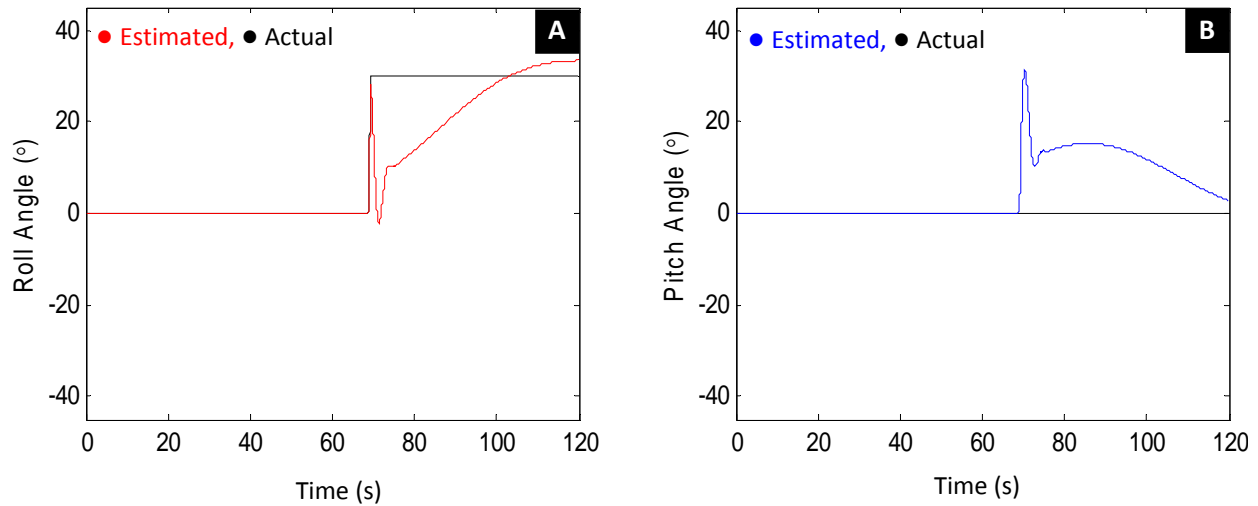 ● Estimated, ● Actual
A
40
20
0
-20
-40
0 20 40 60 80 100 120
Roll Angle (°)
Time (s)
● Estimated, ● Actual
B
40
20
0
-20
-40
0 20 40 60 80 100 120
Pitch Angle (°)
Time (s)